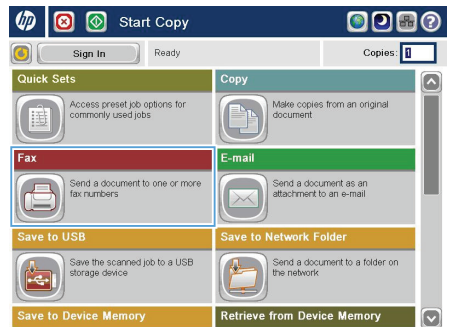 hp
Start Copy
?
Sign In
Ready
Copies: 1
Quick Sets
Access preset job options for
commonly used jobs
Copy
Make copies from an original
document
Fax
Send a document to one or more
fax numbers
E-mail
Send a document as an
attachment to an e-mail
Save to USB
Save the scanned job to a USB
storage device
Save to Network Folder
Send a document to a folder on
the network
Save to Device Memory
Retrieve from Device Memory